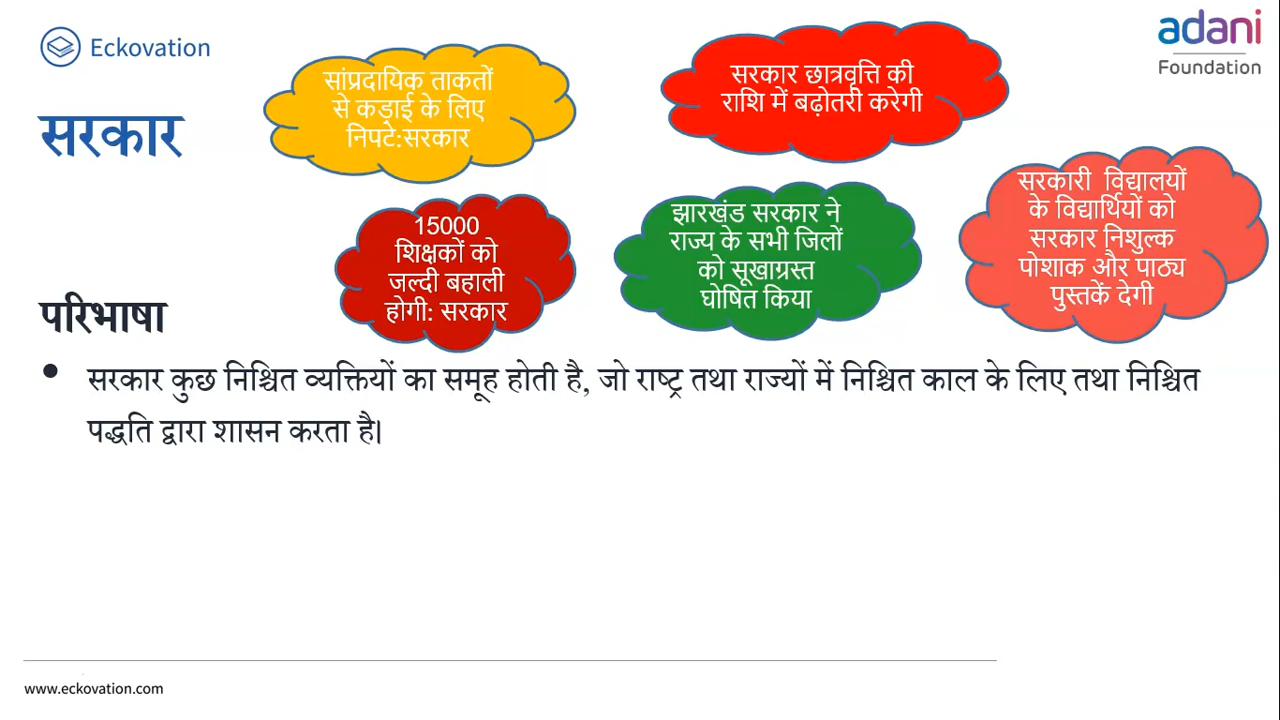 Eckovation
adani
Foundation
सरकार
सांप्रदायिक ताकतों
से कड़ाई के लिए
निपटे:सरकार
सरकार छात्रवृत्ति की
राशि में बढ़ोतरी करेगी
15000
शिक्षकों को
जल्दी बहाली
होगी: सरकार
झारखंड सरकार ने
राज्य के सभी जिलों
को सूखाग्रस्त
घोषित किया
सरकारी विद्यालयों
के विद्यार्थियों को
सरकार निशुल्क
पोशाक और पाठ्य
पुस्तकें देगी
परिभाषा
• सरकार कुछ निश्चित व्यक्तियों का समूह होती है, जो राष्ट्र तथा राज्यों में निश्चित काल के लिए तथा निश्चित
पद्धति द्वारा शासन करता है।
www.eckovation.com